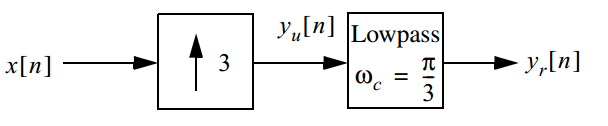 x[n]
↑ 3
y_u[n]
Lowpass
ω_c = π/3
y_r[n]